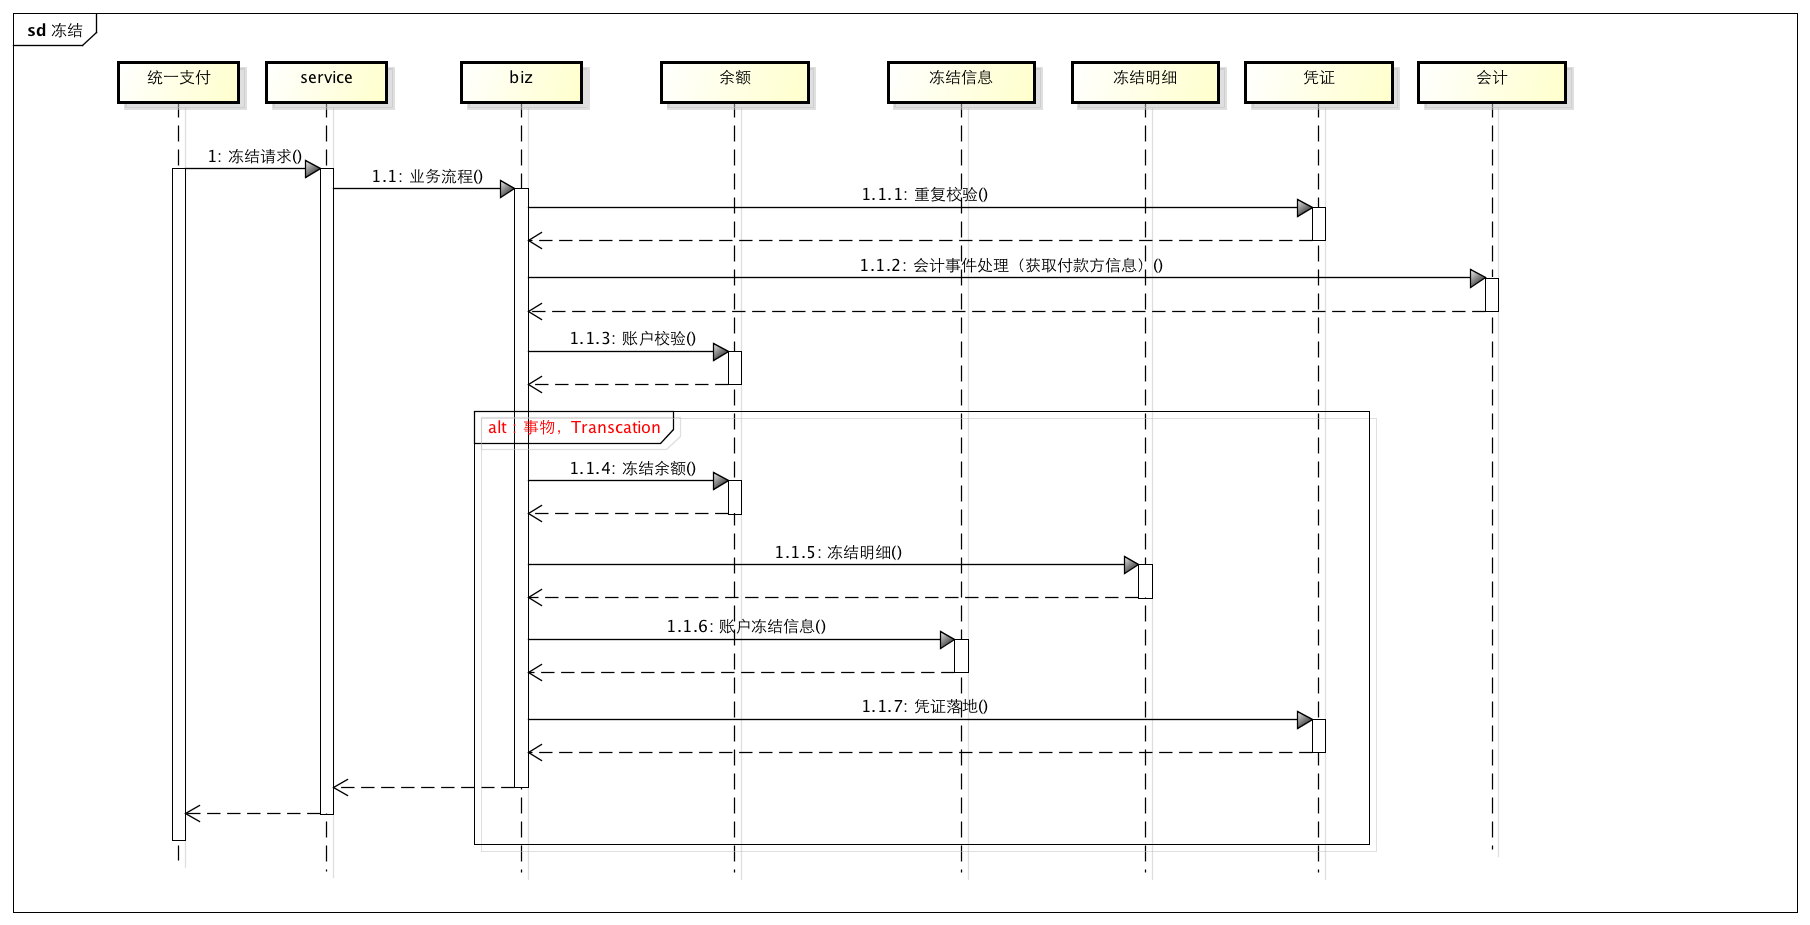 sd 冻结
统一支付
service
biz
余额
冻结信息
冻结明细
凭证
会计
1: 冻结请求()
1.1: 业务流程()
1.1.1: 重复校验()
1.1.2: 会计事件处理（获取付款方信息）()
1.1.3: 账户校验()
alt : 事物，Transcation
1.1.4: 冻结余额()
1.1.5: 冻结明细()
1.1.6: 账户冻结信息()
1.1.7: 凭证落地()